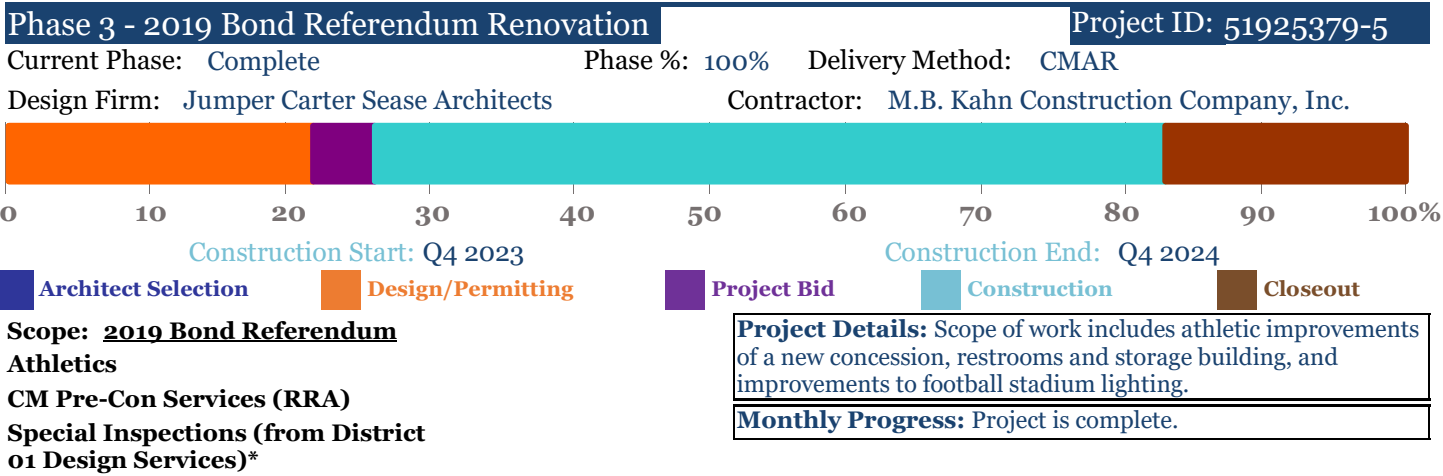 Phase 3 - 2019 Bond Referendum Renovation Project ID: 51925379-5
Current Phase: Complete Phase %: 100% Delivery Method: CMAR
Design Firm: Jumper Carter Sease Architects Contractor: M.B. Kahn Construction Company, Inc.
0 10 20 30 40 50 60 70 80 90 100%
Construction Start: Q4 2023 Construction End: Q4 2024
Architect Selection Design/Permitting Project Bid Construction Closeout
Scope: 2019 Bond Referendum
Athletics
CM Pre-Con Services (RRA)
Special Inspections (from District
01 Design Services)*
Project Details: Scope of work includes athletic improvements
of a new concession, restrooms and storage building, and
improvements to football stadium lighting.
Monthly Progress: Project is complete.